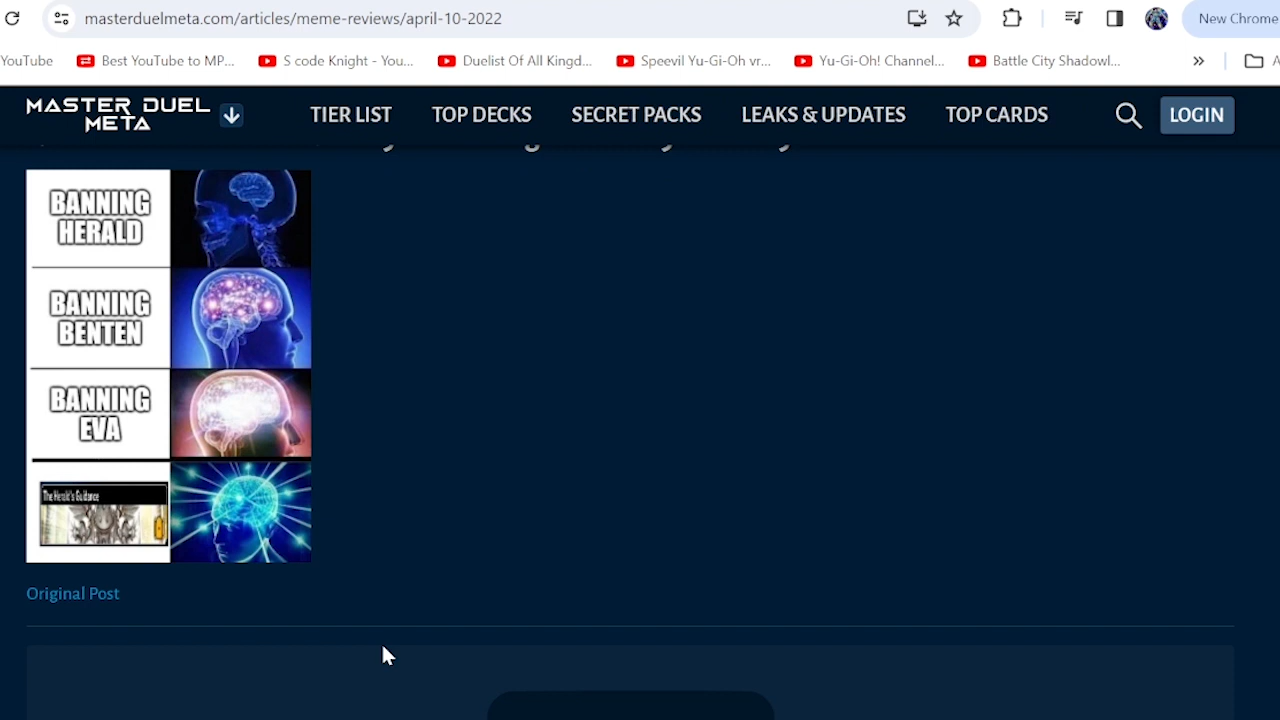 masterduelmeta.com/articles/meme-reviews/april-10-2022
New Chrome
YouTube
Best YouTube to MP...
S code Knight - You...
Duelist Of All Kingd...
Speevil Yu-Gi-Oh vr...
Yu-Gi-Oh! Channel...
Battle City Shadowl...
»
MASTER DUEL
META
TIER LIST
TOP DECKS
SECRET PACKS
LEAKS & UPDATES
TOP CARDS
LOGIN
BANNING
HERALD
BANNING
BENTEN
BANNING
EVA
The Herald's Guidance
Original Post